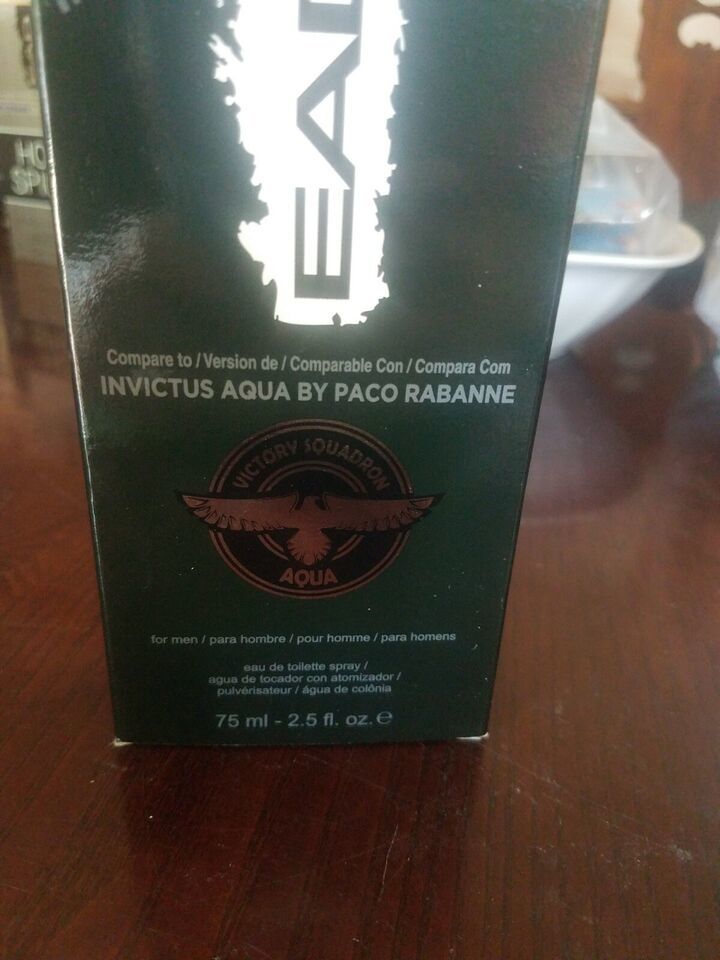 EA
Compare to / Version de / Comparable Con / Compara Com
INVICTUS AQUA BY PACO RABANNE
VICTORY SQUADRON
AQUA
for men / para hombre / pour homme / para homens
eau de toilette spray /
agua de tocador con atomizador /
pulvérisateur / água de colônia
75 ml - 2.5 fl. oz. ℮